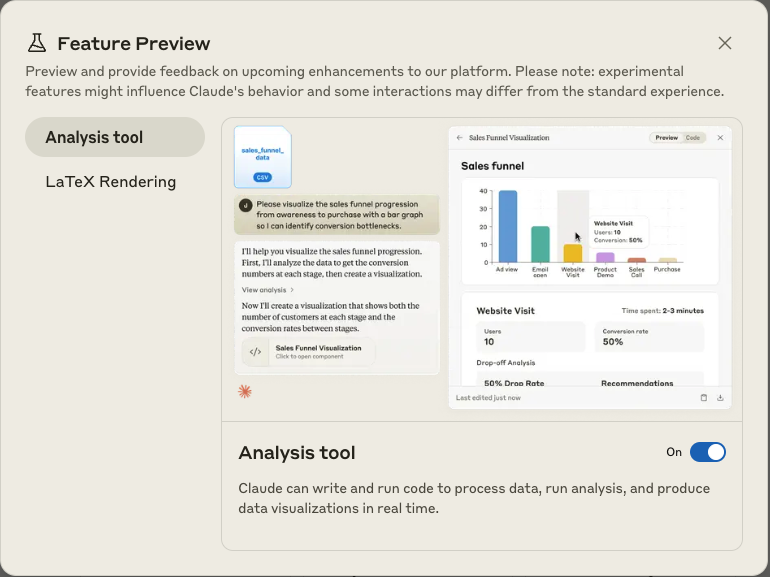 Feature Preview
Preview and provide feedback on upcoming enhancements to our platform. Please note: experimental
features might influence Claude's behavior and some interactions may differ from the standard experience.
Analysis tool
LaTeX Rendering
sales_funnel_
data
CSV
J
Please visualize the sales funnel progression
from awareness to purchase with a bar graph
so I can identify conversion bottlenecks.
I'll help you visualize the sales funnel progression.
First, I'll analyze the data to get the conversion
numbers at each stage, then create a visualization.
View analysis >
Now I'll create a visualization that shows both the
number of customers at each stage and the
conversion rates between stages.
</>
Sales Funnel Visualization
Click to open component
← Sales Funnel Visualization
Preview Code
Sales funnel
40
30
20
10
0
Website Visit
Users: 10
Conversion: 50%
Ad view
Email
open
Website
Visit
Product
Demo
Sales
Call
Purchase
Website Visit
Time spent: 2-3 minutes
Users
10
Conversion rate
50%
Drop-off Analysis
50% Drop Rate
Recommendations
Last edited just now
Analysis tool
On
Claude can write and run code to process data, run analysis, and produce
data visualizations in real time.